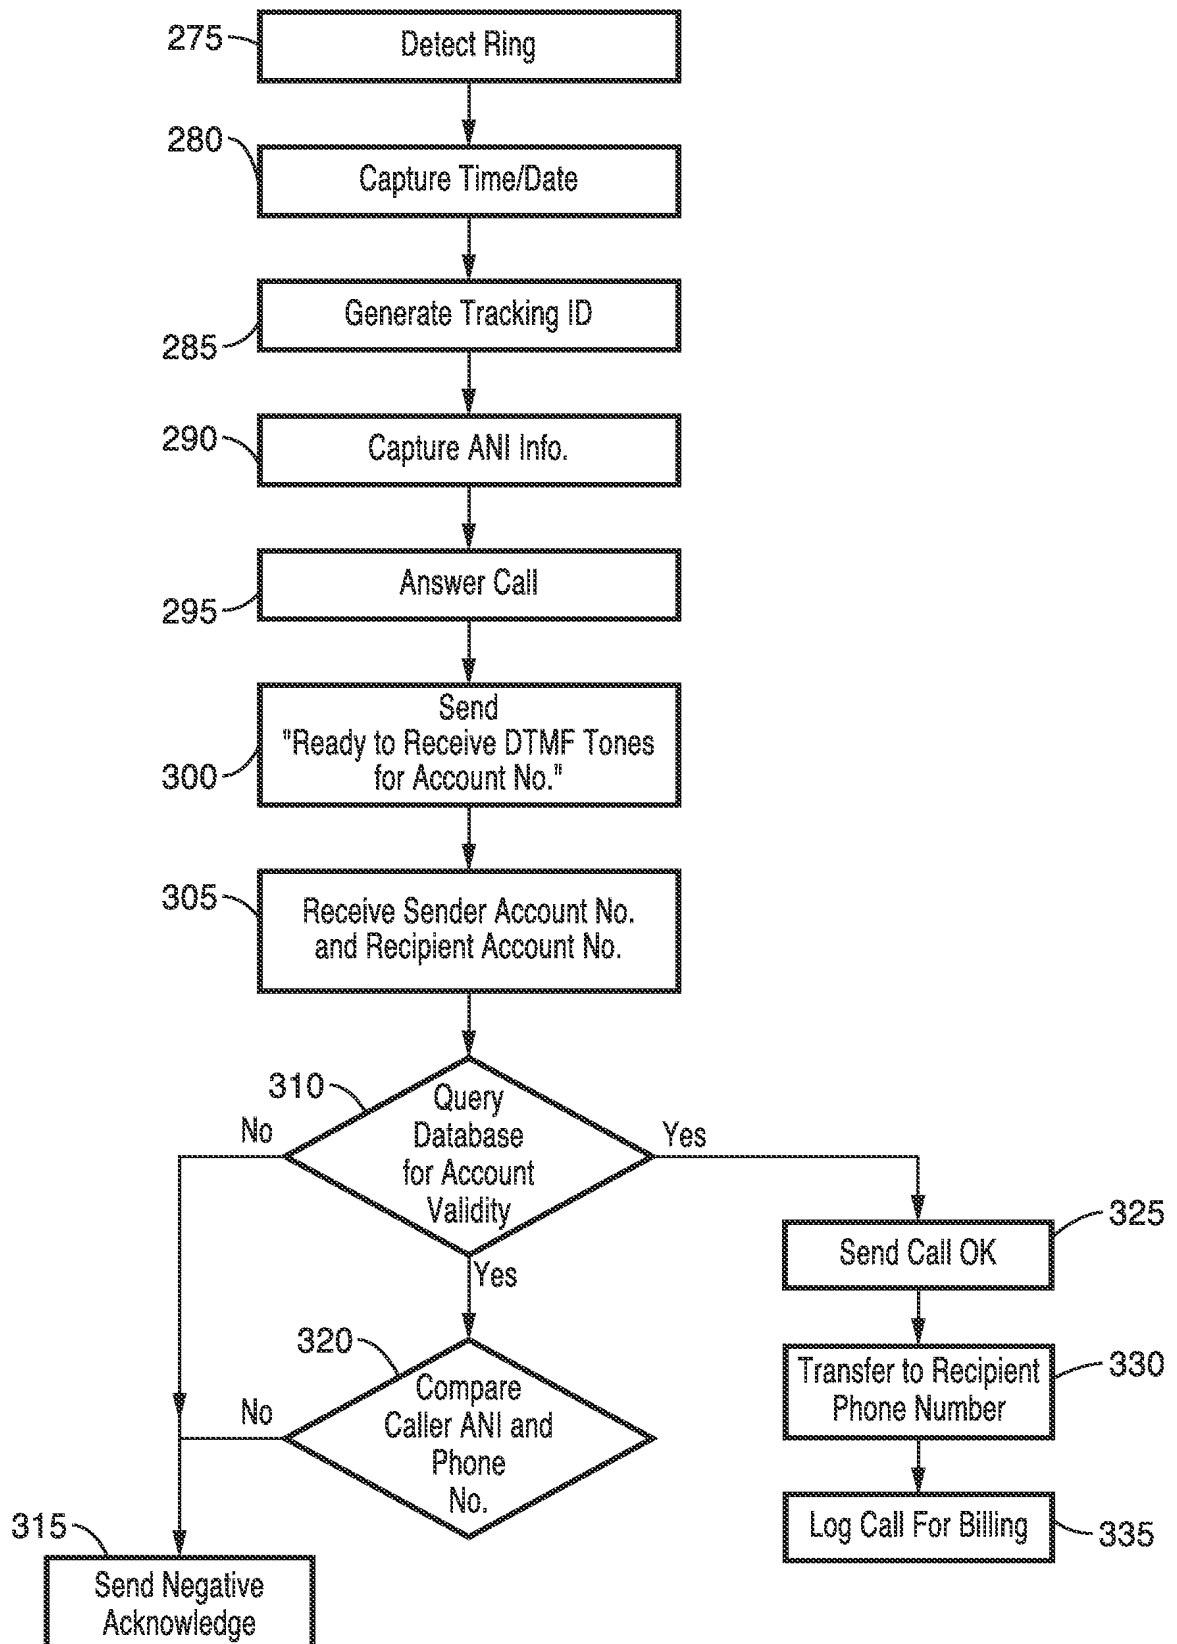 275
Detect Ring
280
Capture Time/Date
Generate Tracking ID
285
290
Capture ANI Info.
Answer Call
295
Send
"Ready to Receive DTMF Tones
for Account No."
300
305
Receive Sender Account No.
and Recipient Account No.
310
Query
Database
for Account
Validity
No
Yes
Yes
325
Send Call OK
320
Compare
Caller ANI and
Phone
No.
No
Transfer to Recipient
Phone Number
330
Log Call For Billing
335
315
Send Negative
Acknowledge